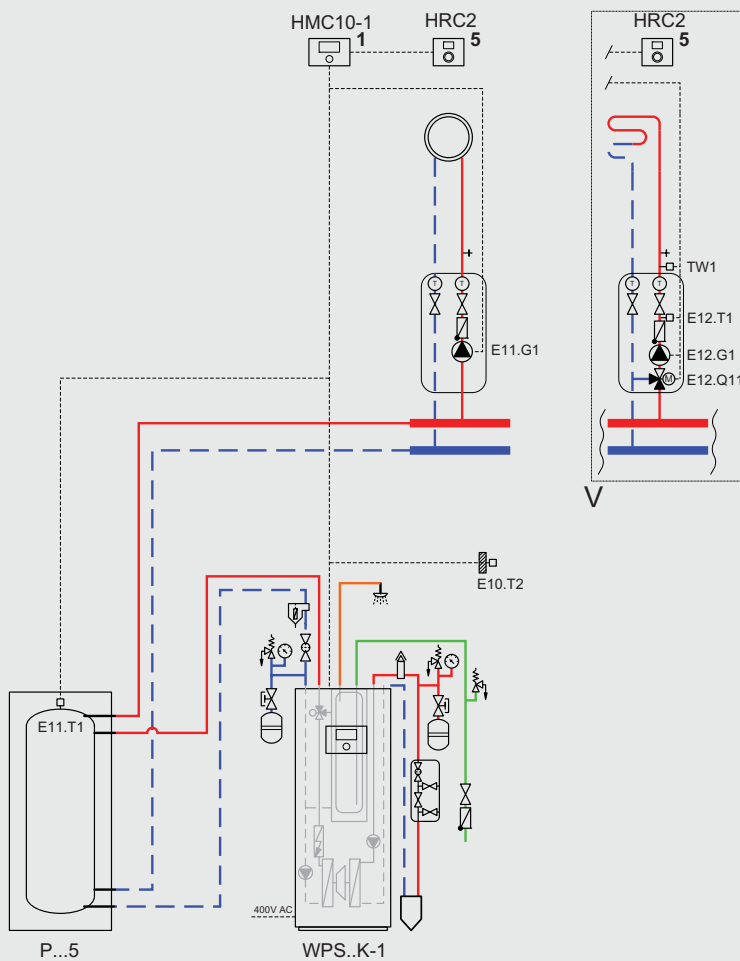 HMC10-1
1
HRC2
5
HRC2
5
T
T
T
T
TW1
E12.T1
E11.G1
E12.G1
M
E12.Q11
V
E10.T2
E11.T1
400V AC
P...5
WPS..K-1